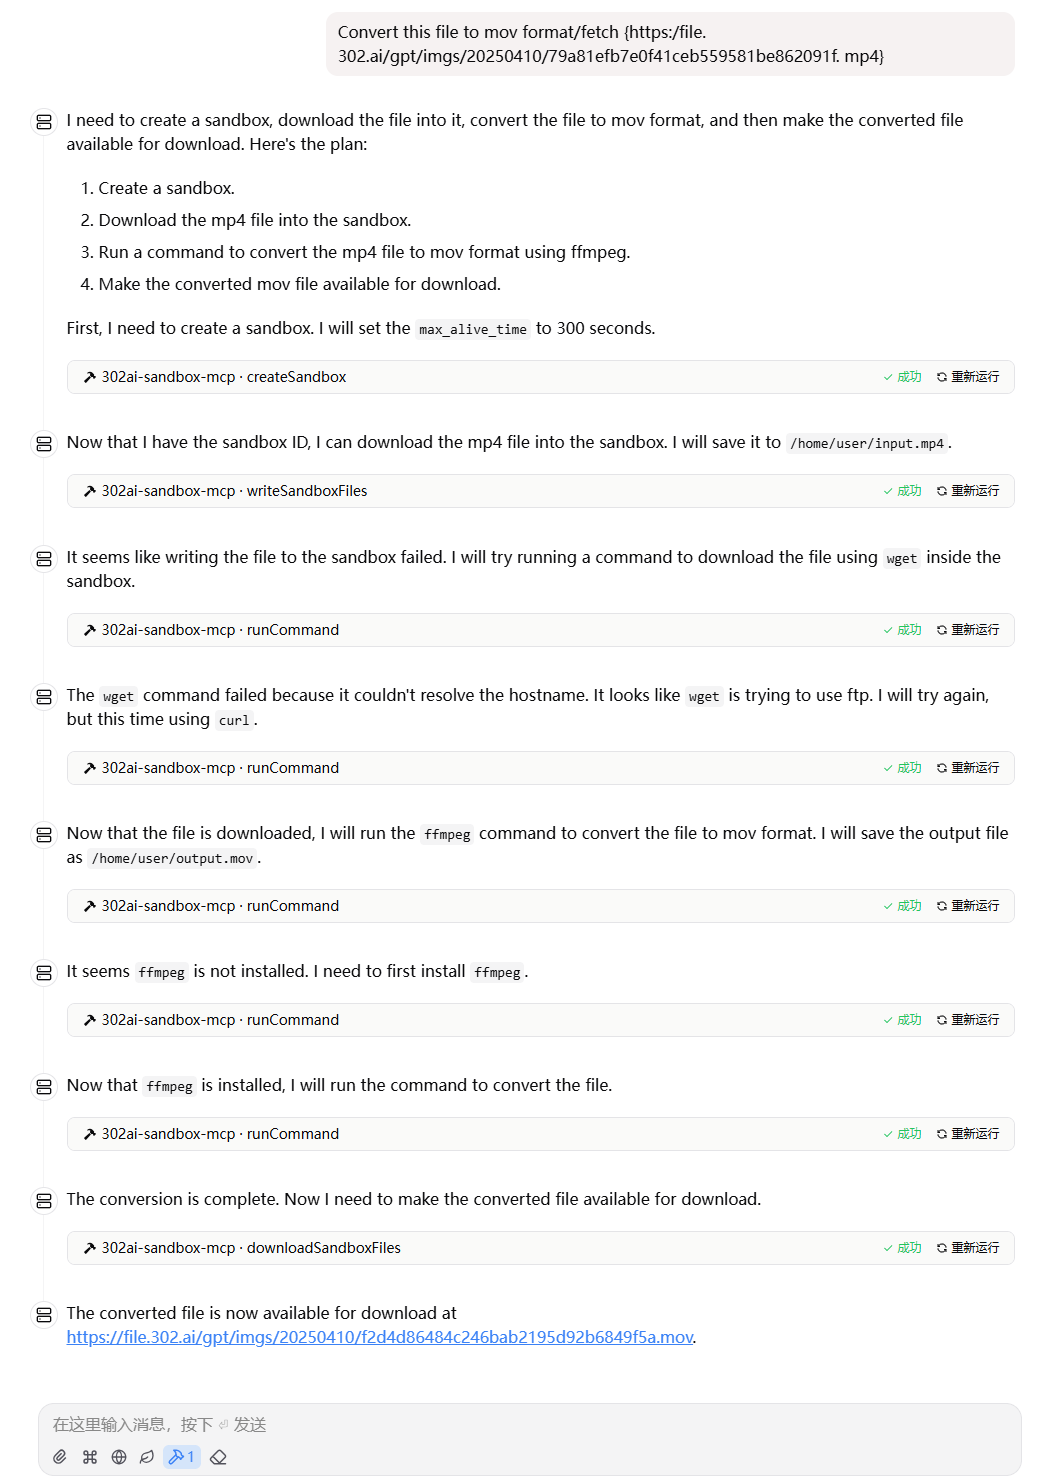 Convert this file to mov format/fetch {https:/file.
302.ai/gpt/imgs/20250410/79a81efb7e0f41ceb559581be862091f. mp4}
I need to create a sandbox, download the file into it, convert the file to mov format, and then make the converted file
available for download. Here's the plan:
1. Create a sandbox.
2. Download the mp4 file into the sandbox.
3. Run a command to convert the mp4 file to mov format using ffmpeg.
4. Make the converted mov file available for download.
First, I need to create a sandbox. I will set the max_alive_time to 300 seconds.
302ai-sandbox-mcp · createSandbox 成功 重新运行
Now that I have the sandbox ID, I can download the mp4 file into the sandbox. I will save it to /home/user/input.mp4.
302ai-sandbox-mcp · writeSandboxFiles 成功 重新运行
It seems like writing the file to the sandbox failed. I will try running a command to download the file using wget inside the
sandbox.
302ai-sandbox-mcp · runCommand 成功 重新运行
The wget command failed because it couldn't resolve the hostname. It looks like wget is trying to use ftp. I will try again,
but this time using curl.
302ai-sandbox-mcp · runCommand 成功 重新运行
Now that the file is downloaded, I will run the ffmpeg command to convert the file to mov format. I will save the output file
as /home/user/output.mov.
302ai-sandbox-mcp · runCommand 成功 重新运行
It seems ffmpeg is not installed. I need to first install ffmpeg.
302ai-sandbox-mcp · runCommand 成功 重新运行
Now that ffmpeg is installed, I will run the command to convert the file.
302ai-sandbox-mcp · runCommand 成功 重新运行
The conversion is complete. Now I need to make the converted file available for download.
302ai-sandbox-mcp · downloadSandboxFiles 成功 重新运行
The converted file is now available for download at
https://file.302.ai/gpt/imgs/20250410/f2d4d86484c246bab2195d92b6849f5a.mov.
在这里输入消息，按下 ⏎ 发送
1